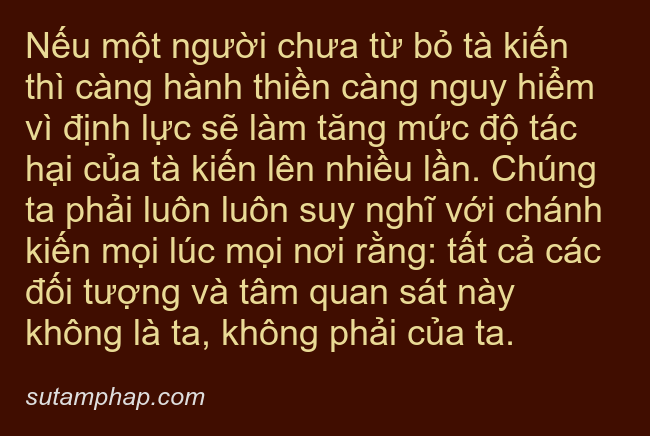 Nếu một người chưa từ bỏ tà kiến
thì càng hành thiền càng nguy hiểm
vì định lực sẽ làm tăng mức độ tác
hại của tà kiến lên nhiều lần. Chúng
ta phải luôn luôn suy nghĩ với chánh
kiến mọi lúc mọi nơi rằng: tất cả các
đối tượng và tâm quan sát này
không là ta, không phải của ta.
sutamphap.com